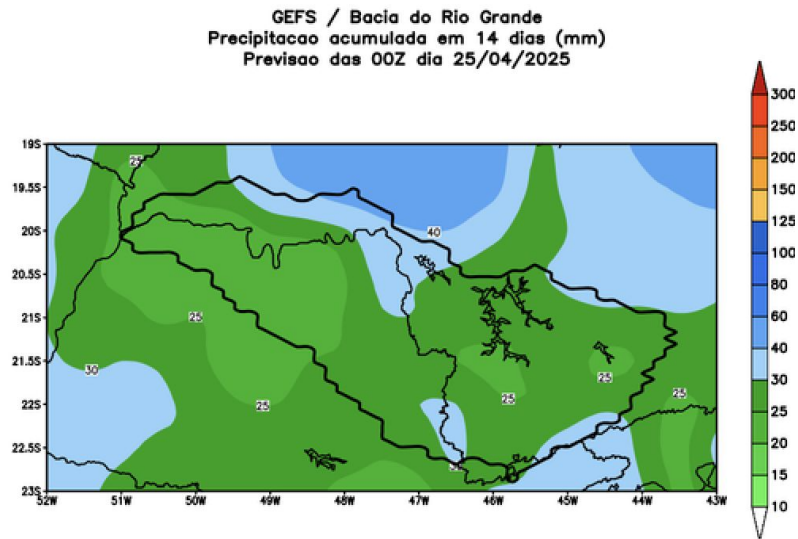 GEFS / Bacia do Rio Grande
Precipitacao acumulada em 14 dias (mm)
Previsao das 00Z dia 25/04/2025
300
250
200
150
125
100
80
60
40
30
25
20
15
10
19S
19.5S
20S
20.5S
21S
21.5S
22S
22.5S
23S
25
40
25
30
25
25
25
25
52W
51W
50W
49W
48W
47W
46W
45W
44W
43W